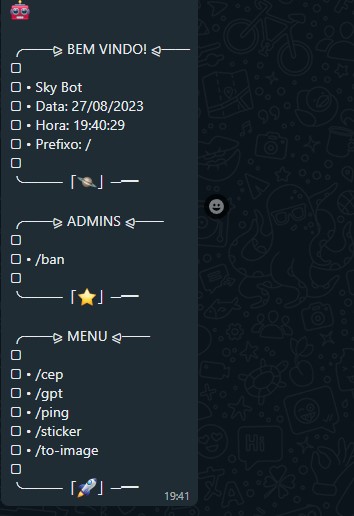 ╭━━⪩ BEM VINDO! ⪨━━
▢
▢ • Sky Bot
▢ • Data: 27/08/2023
▢ • Hora: 19:40:29
▢ • Prefixo: /
▢
╰━━─「🪐」─━━
╭━━⪩ ADMINS ⪨━━
▢
▢ • /ban
▢
╰━━─「⭐」─━━
╭━━⪩ MENU ⪨━━
▢
▢ • /cep
▢ • /gpt
▢ • /ping
▢ • /sticker
▢ • /to-image
▢
╰━━─「🚀」─━━
19:41